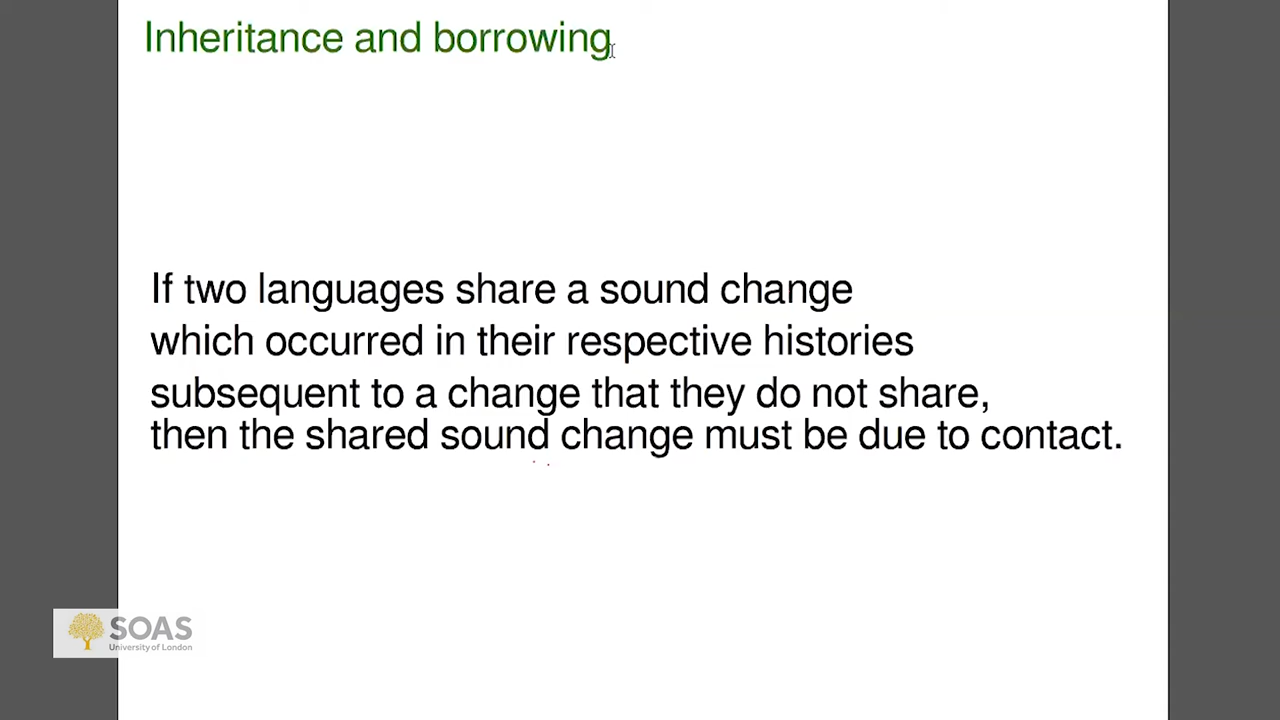 Inheritance and borrowing
If two languages share a sound change
which occurred in their respective histories
subsequent to a change that they do not share,
then the shared sound change must be due to contact.
SOAS
University of London